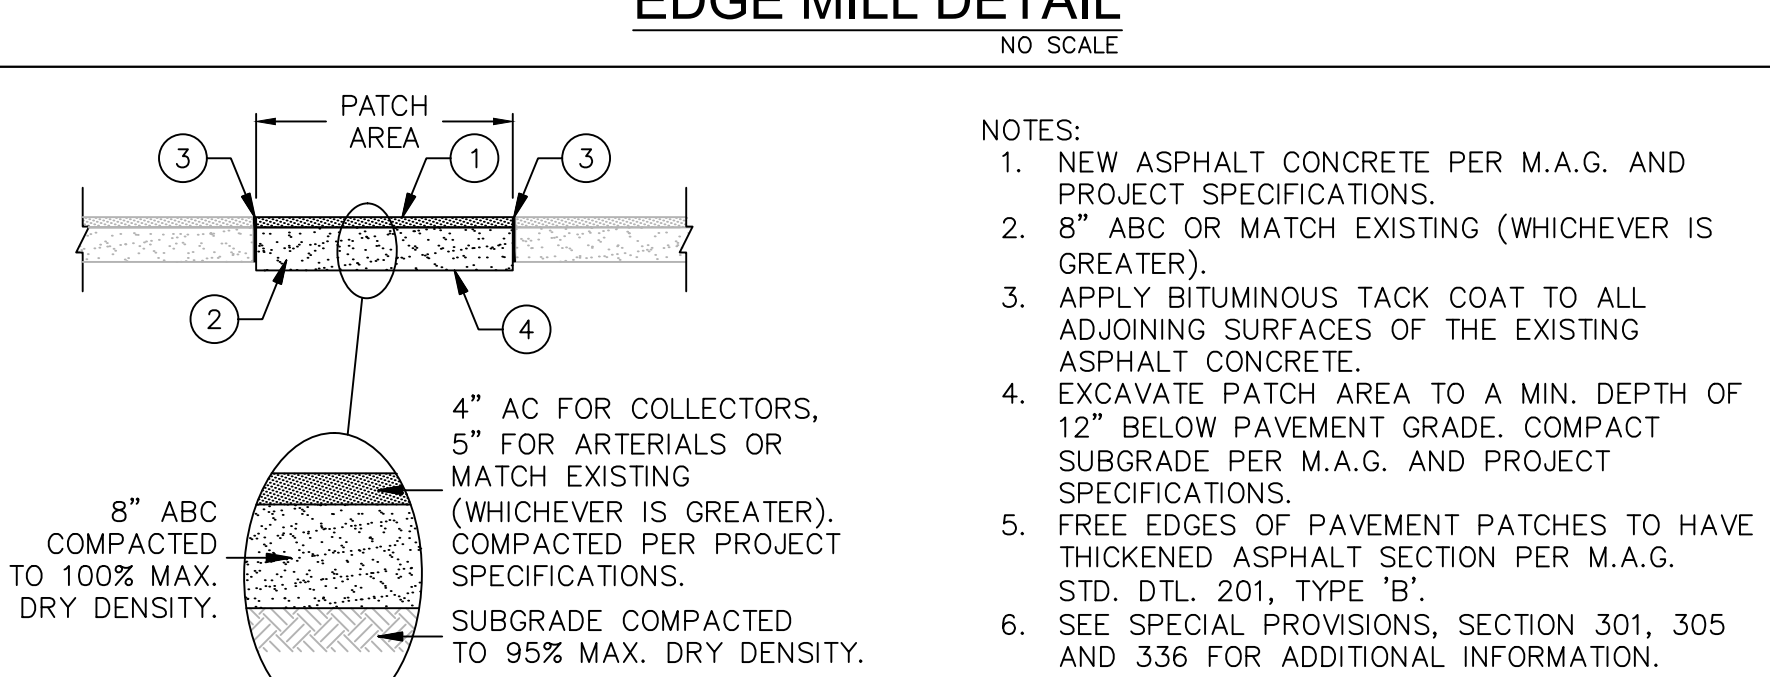 EDGE MILL DETAIL
NO SCALE
PATCH
AREA
3
1
3
2
4
4” AC FOR COLLECTORS,
5” FOR ARTERIALS OR
MATCH EXISTING
(WHICHEVER IS GREATER).
COMPACTED PER PROJECT
SPECIFICATIONS.
8” ABC
COMPACTED
TO 100% MAX.
DRY DENSITY.
SUBGRADE COMPACTED
TO 95% MAX. DRY DENSITY.
NOTES:
1. NEW ASPHALT CONCRETE PER M.A.G. AND
PROJECT SPECIFICATIONS.
2. 8” ABC OR MATCH EXISTING (WHICHEVER IS
GREATER).
3. APPLY BITUMINOUS TACK COAT TO ALL
ADJOINING SURFACES OF THE EXISTING
ASPHALT CONCRETE.
4. EXCAVATE PATCH AREA TO A MIN. DEPTH OF
12” BELOW PAVEMENT GRADE. COMPACT
SUBGRADE PER M.A.G. AND PROJECT
SPECIFICATIONS.
5. FREE EDGES OF PAVEMENT PATCHES TO HAVE
THICKENED ASPHALT SECTION PER M.A.G.
STD. DTL. 201, TYPE 'B'.
6. SEE SPECIAL PROVISIONS, SECTION 301, 305
AND 336 FOR ADDITIONAL INFORMATION.